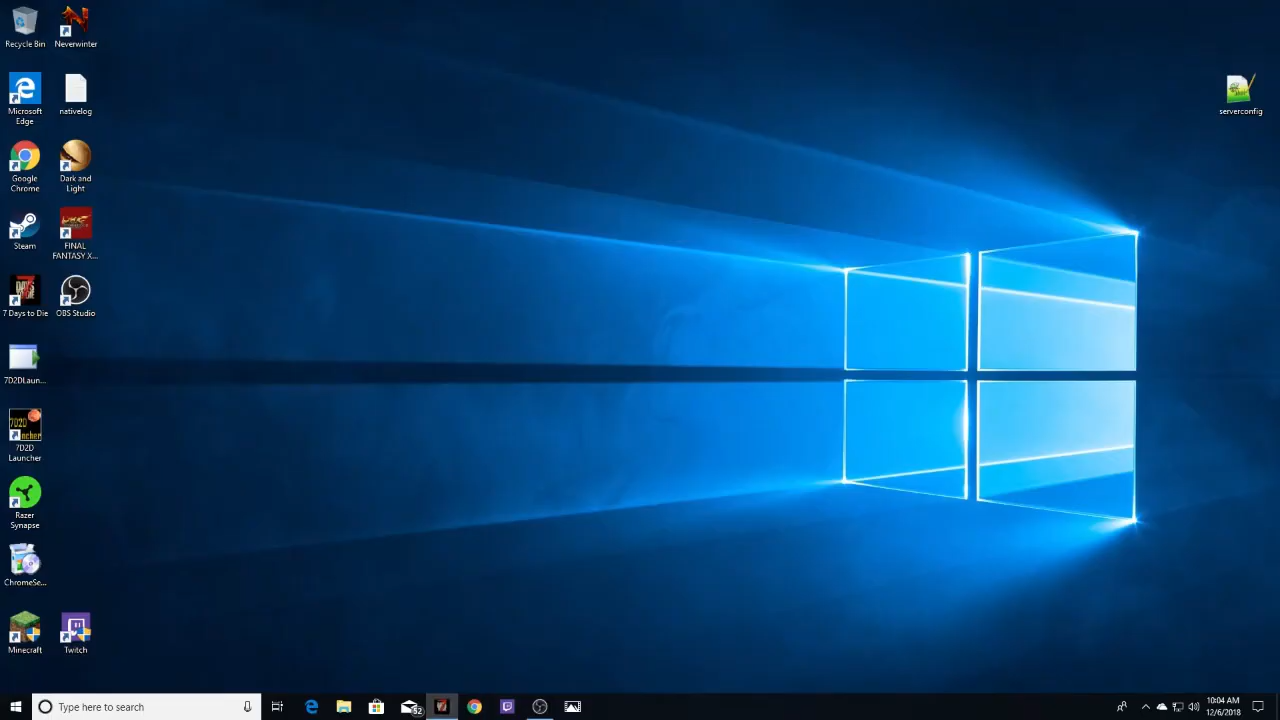 Recycle Bin
Neverwinter
Microsoft
Edge
nativelog
Google
Chrome
Dark and
Light
Steam
FINAL
FANTASY X...
7 Days to Die
OBS Studio
7D2DLaun...
7D2D
Launcher
Razer
Synapse
ChromeSe...
Minecraft
Twitch
serverconfig
Type here to search
10:04 AM
12/6/2018